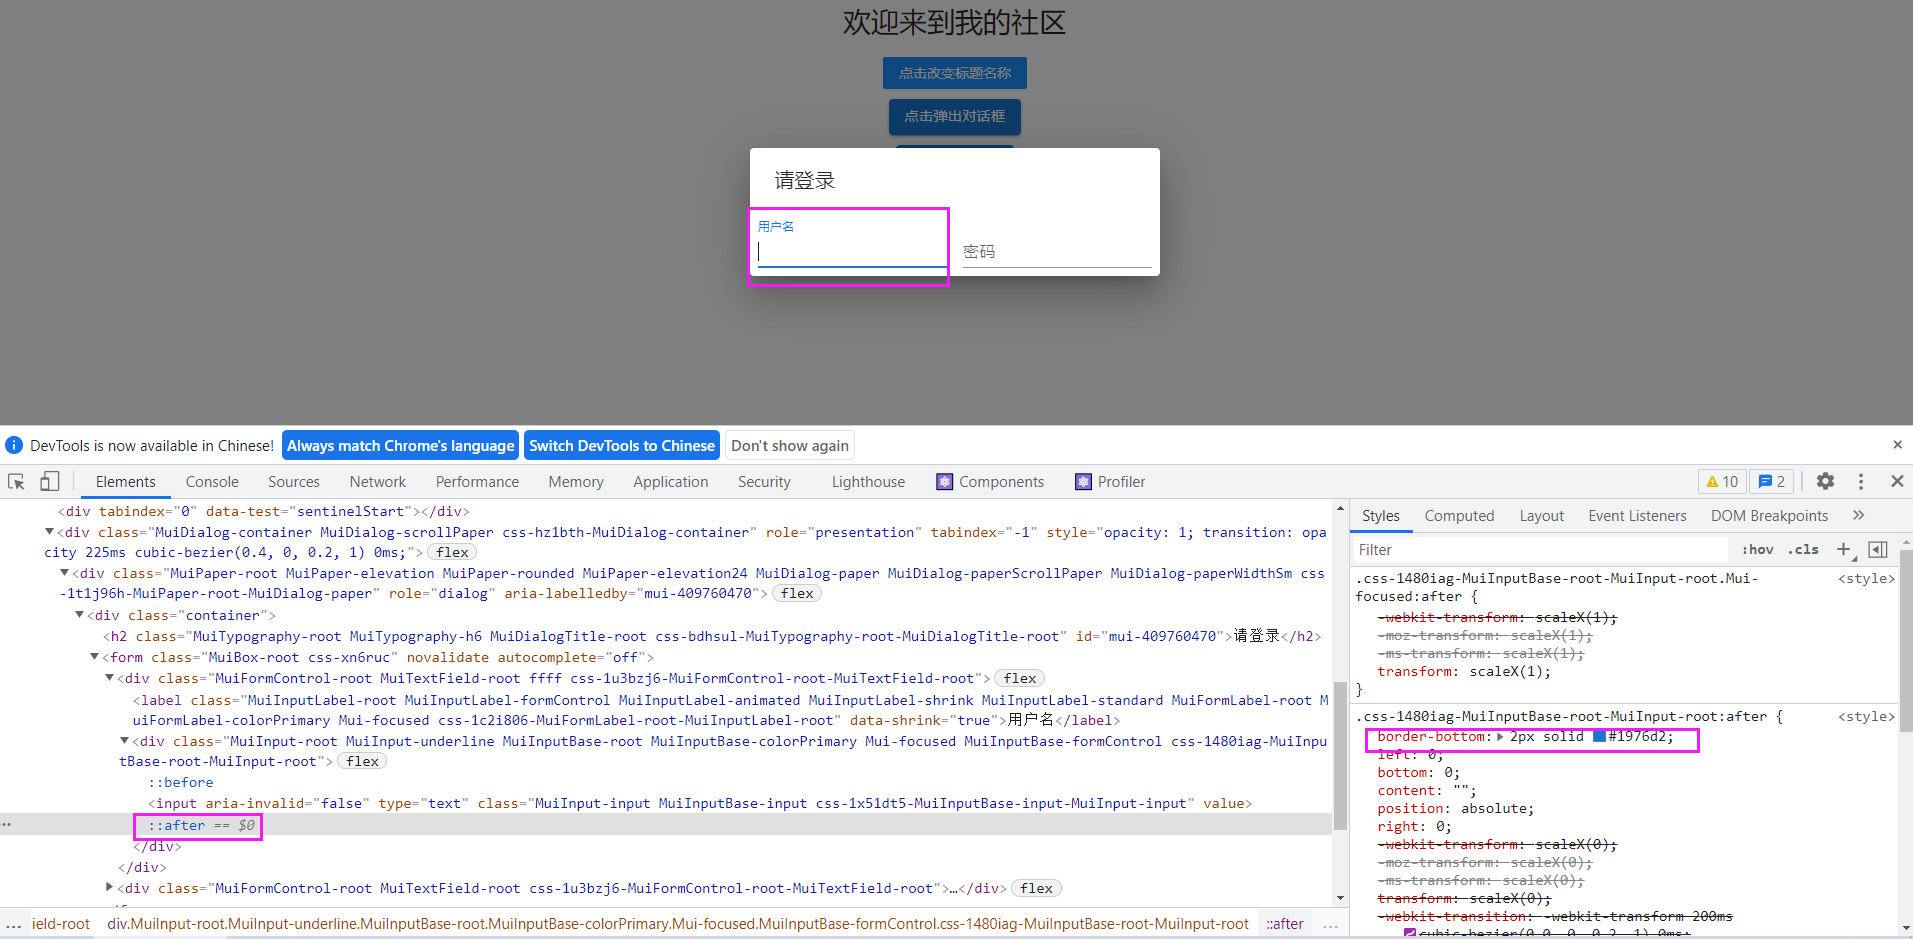 欢迎来到我的社区
点击改变标题名称
点击弹出对话框
请登录
用户名
密码
DevTools is now available in Chinese! Always match Chrome's language Switch DevTools to Chinese Don't show again ×
Elements Console Sources Network Performance Memory Application Security Lighthouse Components Profiler 10 2
<div tabindex="0" data-test="sentinelStart"></div>
<div class="MuiDialog-container MuiDialog-scrollPaper css-hz1bth-MuiDialog-container" role="presentation" tabindex="-1" style="opacity: 1; transition: opa
city 225ms cubic-bezier(0.4, 0, 0.2, 1) 0ms;"> flex
<div class="MuiPaper-root MuiPaper-elevation MuiPaper-rounded MuiPaper-elevation24 MuiDialog-paper MuiDialog-paperScrollPaper MuiDialog-paperWidthSm css
-1t1j96h-MuiPaper-root-MuiDialog-paper" role="dialog" aria-labelledby="mui-409760470"> flex
<div class="container">
<h2 class="MuiTypography-root MuiTypography-h6 MuiDialogTitle-root css-bdhsul-MuiTypography-root-MuiDialogTitle-root" id="mui-409760470">请登录</h2>
<form class="MuiBox-root css-xn6ruc" novalidate autocomplete="off">
<div class="MuiFormControl-root MuiTextField-root ffff css-1u3bzj6-MuiFormControl-root-MuiTextField-root"> flex
<label class="MuiInputLabel-root MuiInputLabel-formControl MuiInputLabel-animated MuiInputLabel-shrink MuiInputLabel-standard MuiFormLabel-root M
uiFormLabel-colorPrimary Mui-focused css-1c2i806-MuiFormLabel-root-MuiInputLabel-root" data-shrink="true">用户名</label>
<div class="MuiInput-root MuiInput-underline MuiInputBase-root MuiInputBase-colorPrimary Mui-focused MuiInputBase-formControl css-1480iag-MuiInpu
tBase-root-MuiInput-root"> flex
::before
<input aria-invalid="false" type="text" class="MuiInput-input MuiInputBase-input css-1x51dt5-MuiInputBase-input-MuiInput-input" value>
… ::after == $0
</div>
</div>
<div class="MuiFormControl-root MuiTextField-root css-1u3bzj6-MuiFormControl-root-MuiTextField-root">…</div> flex
… ield-root div.MuiInput-root.MuiInput-underline.MuiInputBase-root.MuiInputBase-colorPrimary.Mui-focused.MuiInputBase-formControl.css-1480iag-MuiInputBase-root-MuiInput-root ::after …
Styles Computed Layout Event Listeners DOM Breakpoints »
Filter :hov .cls +
.css-1480iag-MuiInputBase-root-MuiInput-root.Mui- <style>
focused:after {
-webkit-transform: scaleX(1);
-moz-transform: scaleX(1);
-ms-transform: scaleX(1);
transform: scaleX(1);
}
.css-1480iag-MuiInputBase-root-MuiInput-root:after { <style>
border-bottom: 2px solid #1976d2;
left: 0;
bottom: 0;
content: "";
position: absolute;
right: 0;
-webkit-transform: scaleX(0);
-moz-transform: scaleX(0);
-ms-transform: scaleX(0);
transform: scaleX(0);
-webkit-transition: -webkit-transform 200ms
cubic-bezier(0.0, 0, 0.2, 1) 0ms;